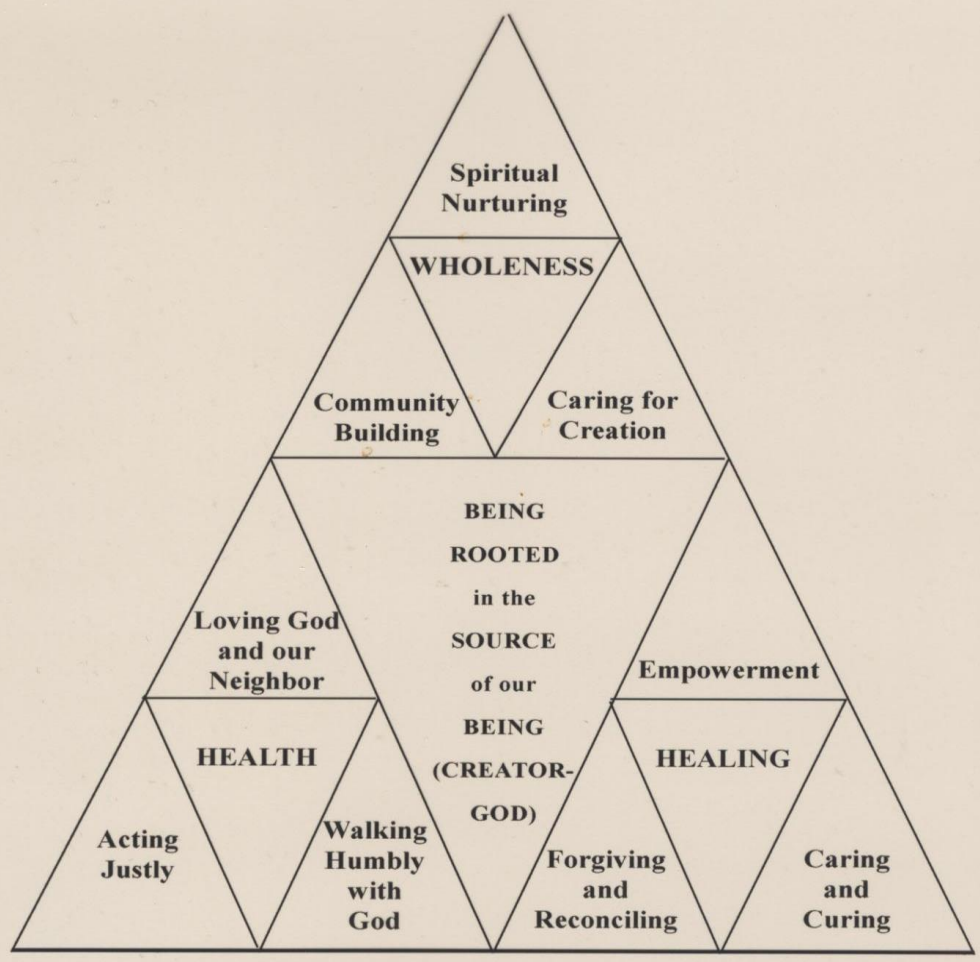 Spiritual
Nurturing
WHOLENESS
Community
Building
Caring for
Creation
BEING
ROOTED
in the
SOURCE
of our
BEING
(CREATOR-
GOD)
Loving God
and our
Neighbor
Empowerment
HEALTH
HEALING
Acting
Justly
Walking
Humbly
with
God
Forgiving
and
Reconciling
Caring
and
Curing